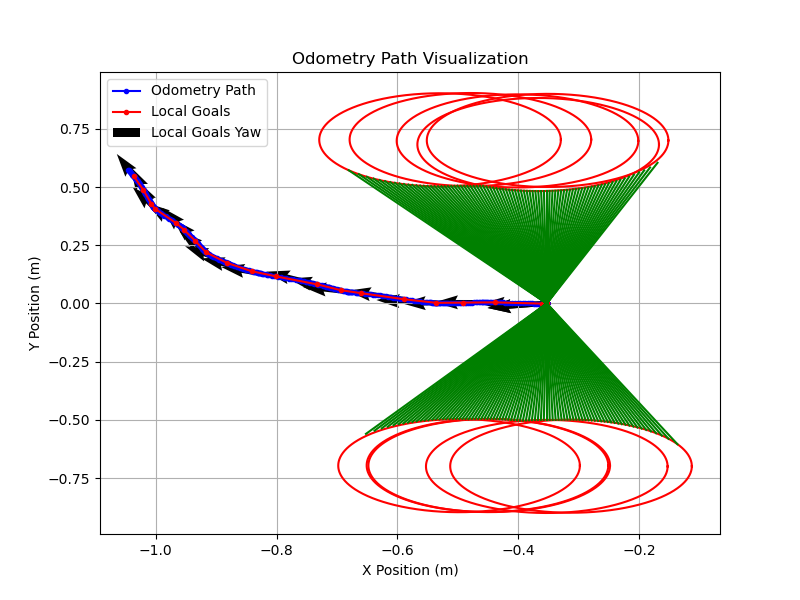 Odometry Path Visualization
Odometry Path
Local Goals
Local Goals Yaw
0.75
0.50
0.25
0.00
−0.25
−0.50
−0.75
Y Position (m)
−1.0
−0.8
−0.6
−0.4
−0.2
X Position (m)